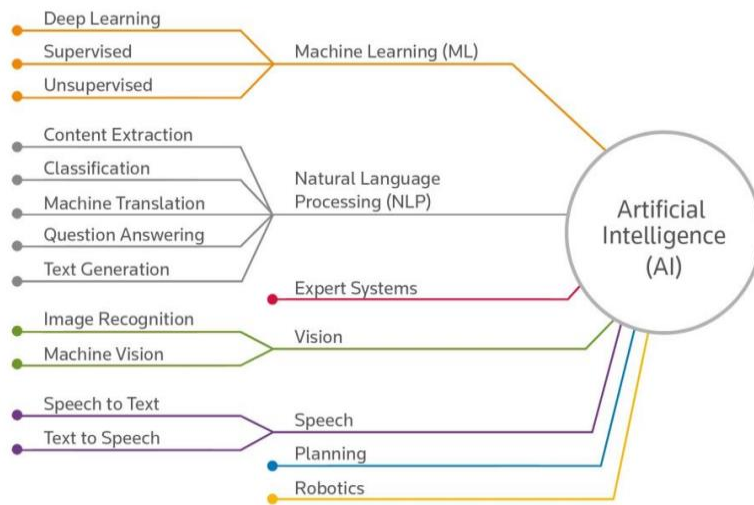 Deep Learning
Supervised
Unsupervised
Machine Learning (ML)
Content Extraction
Classification
Machine Translation
Question Answering
Text Generation
Natural Language
Processing (NLP)
Expert Systems
Image Recognition
Machine Vision
Vision
Speech to Text
Text to Speech
Speech
Planning
Robotics
Artificial
Intelligence
(AI)